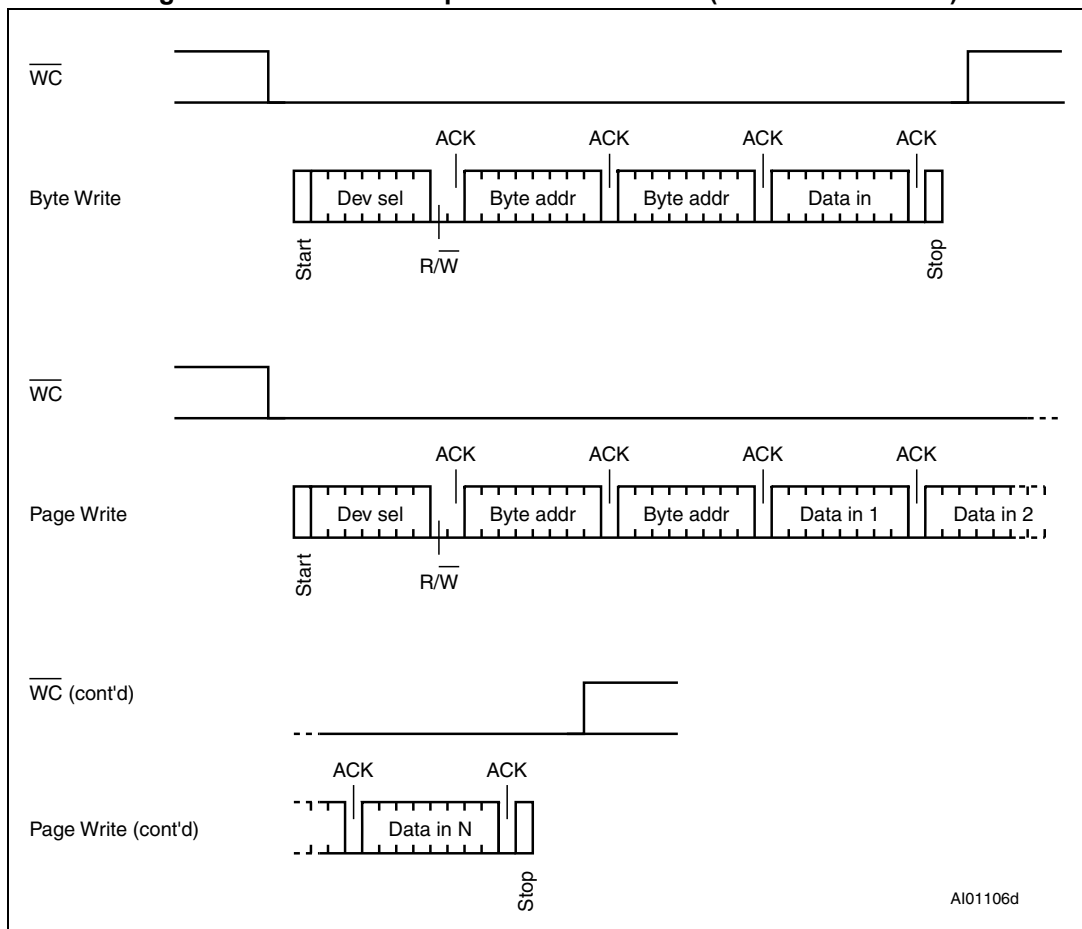 WC
ACK ACK ACK ACK
Byte Write Dev sel Byte addr Byte addr Data in
R/W
Start
Stop
WC
ACK ACK ACK ACK
Page Write Dev sel Byte addr Byte addr Data in 1 Data in 2
R/W
Start
WC (cont'd)
ACK ACK
Page Write (cont'd) Data in N
Stop
AI01106d